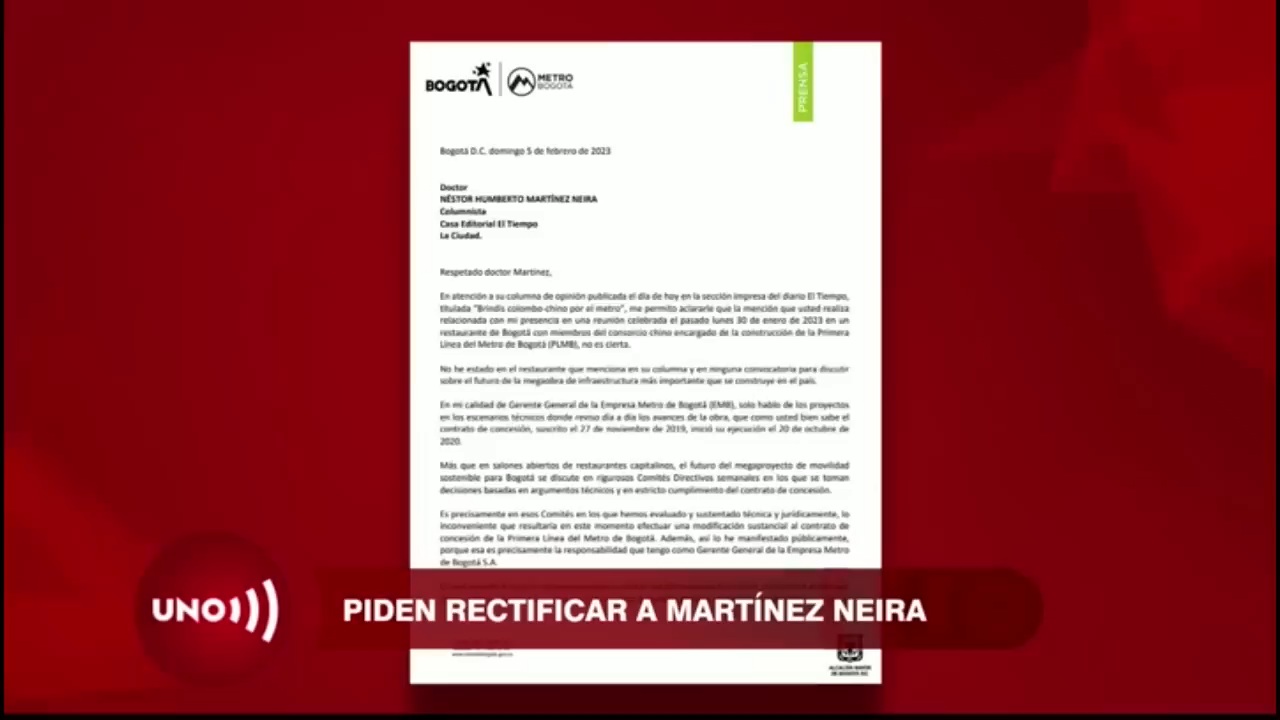 BOGOTÁ
METRO
BOGOTÁ
PRENSA
Bogotá D.C. domingo 5 de febrero de 2023
Doctor
NÉSTOR HUMBERTO MARTÍNEZ NEIRA
Columnista
Casa Editorial El Tiempo
La Ciudad.
Respetado doctor Martínez,
En atención a su columna de opinión publicada el día de hoy en la sección impresa del diario El Tiempo,
titulada "Brindis colombo-chino por el metro", me permito aclararle que la mención que usted realiza
relacionada con mi presencia en una reunión celebrada el pasado lunes 30 de enero de 2023 en un
restaurante de Bogotá con miembros del consorcio chino encargado de la construcción de la Primera
Línea del Metro de Bogotá (PLMB), no es cierta.
No he estado en el restaurante que menciona en su columna y en ninguna convocatoria para discutir
sobre el futuro de la megaobra de infraestructura más importante que se construye en el país.
En mi calidad de Gerente General de la Empresa Metro de Bogotá (EMB), solo hablo de los proyectos
en los escenarios técnicos donde reviso día a día los avances de la obra, que como usted bien sabe el
contrato de concesión, suscrito el 27 de noviembre de 2019, inició su ejecución el 20 de octubre de
2020.
Más que en salones abiertos de restaurantes capitalinos, el futuro del megaproyecto de movilidad
sostenible para Bogotá se discute en rigurosos Comités Directivos semanales en los que se toman
decisiones basadas en argumentos técnicos y en estricto cumplimiento del contrato de concesión.
Es precisamente en esos Comités en los que hemos evaluado y sustentado técnica y jurídicamente, lo
inconveniente que resultaría en este momento efectuar una modificación sustancial al contrato de
concesión de la Primera Línea del Metro de Bogotá. Además, así lo he manifestado públicamente,
porque esa es precisamente la responsabilidad que tengo como Gerente General de la Empresa Metro
de Bogotá S.A.
UNO
PIDEN RECTIFICAR A MARTÍNEZ NEIRA
ALCALDÍA MAYOR
DE BOGOTÁ D.C.